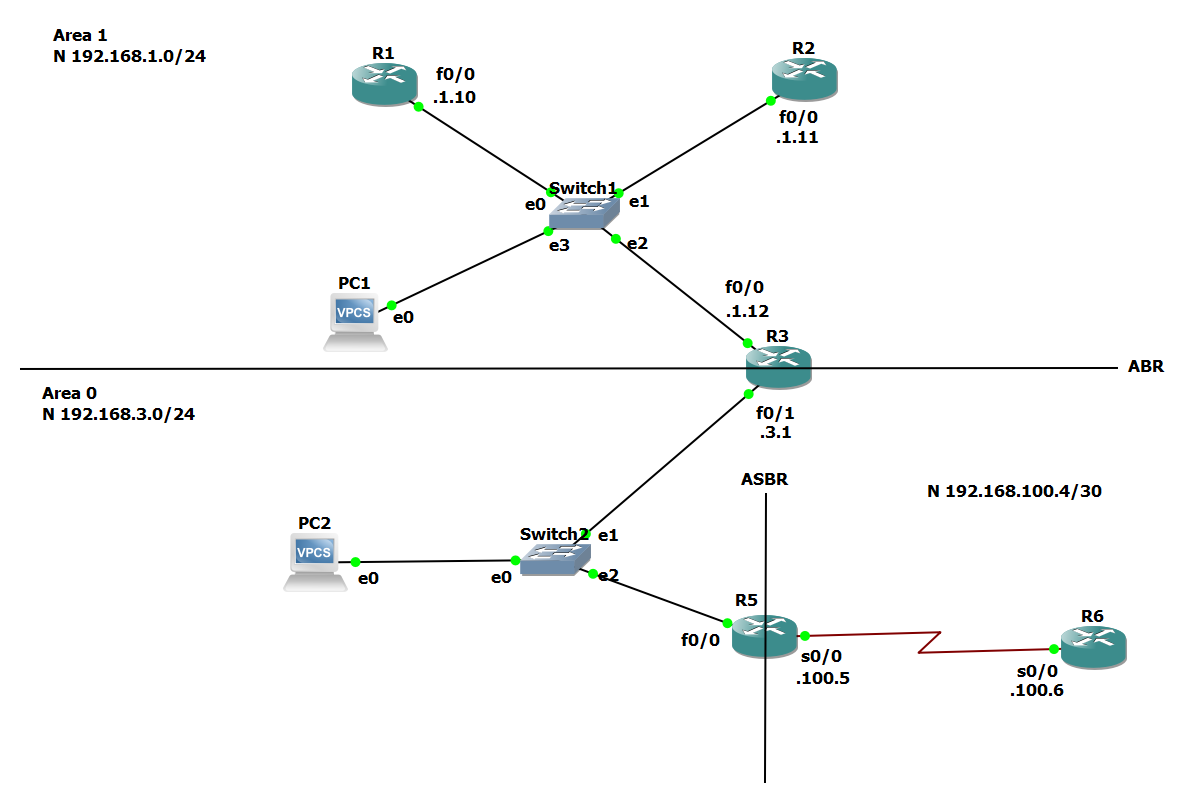 Area 1
N 192.168.1.0/24
R1
f0/0
.1.10
R2
f0/0
.1.11
Switch1
e0
e1
e3
e2
PC1
VPCS
e0
f0/0
.1.12
R3
ABR
Area 0
N 192.168.3.0/24
f0/1
.3.1
ASBR
N 192.168.100.4/30
PC2
VPCS
e0
Switch2
e1
e0
e2
R5
f0/0
s0/0
.100.5
R6
s0/0
.100.6